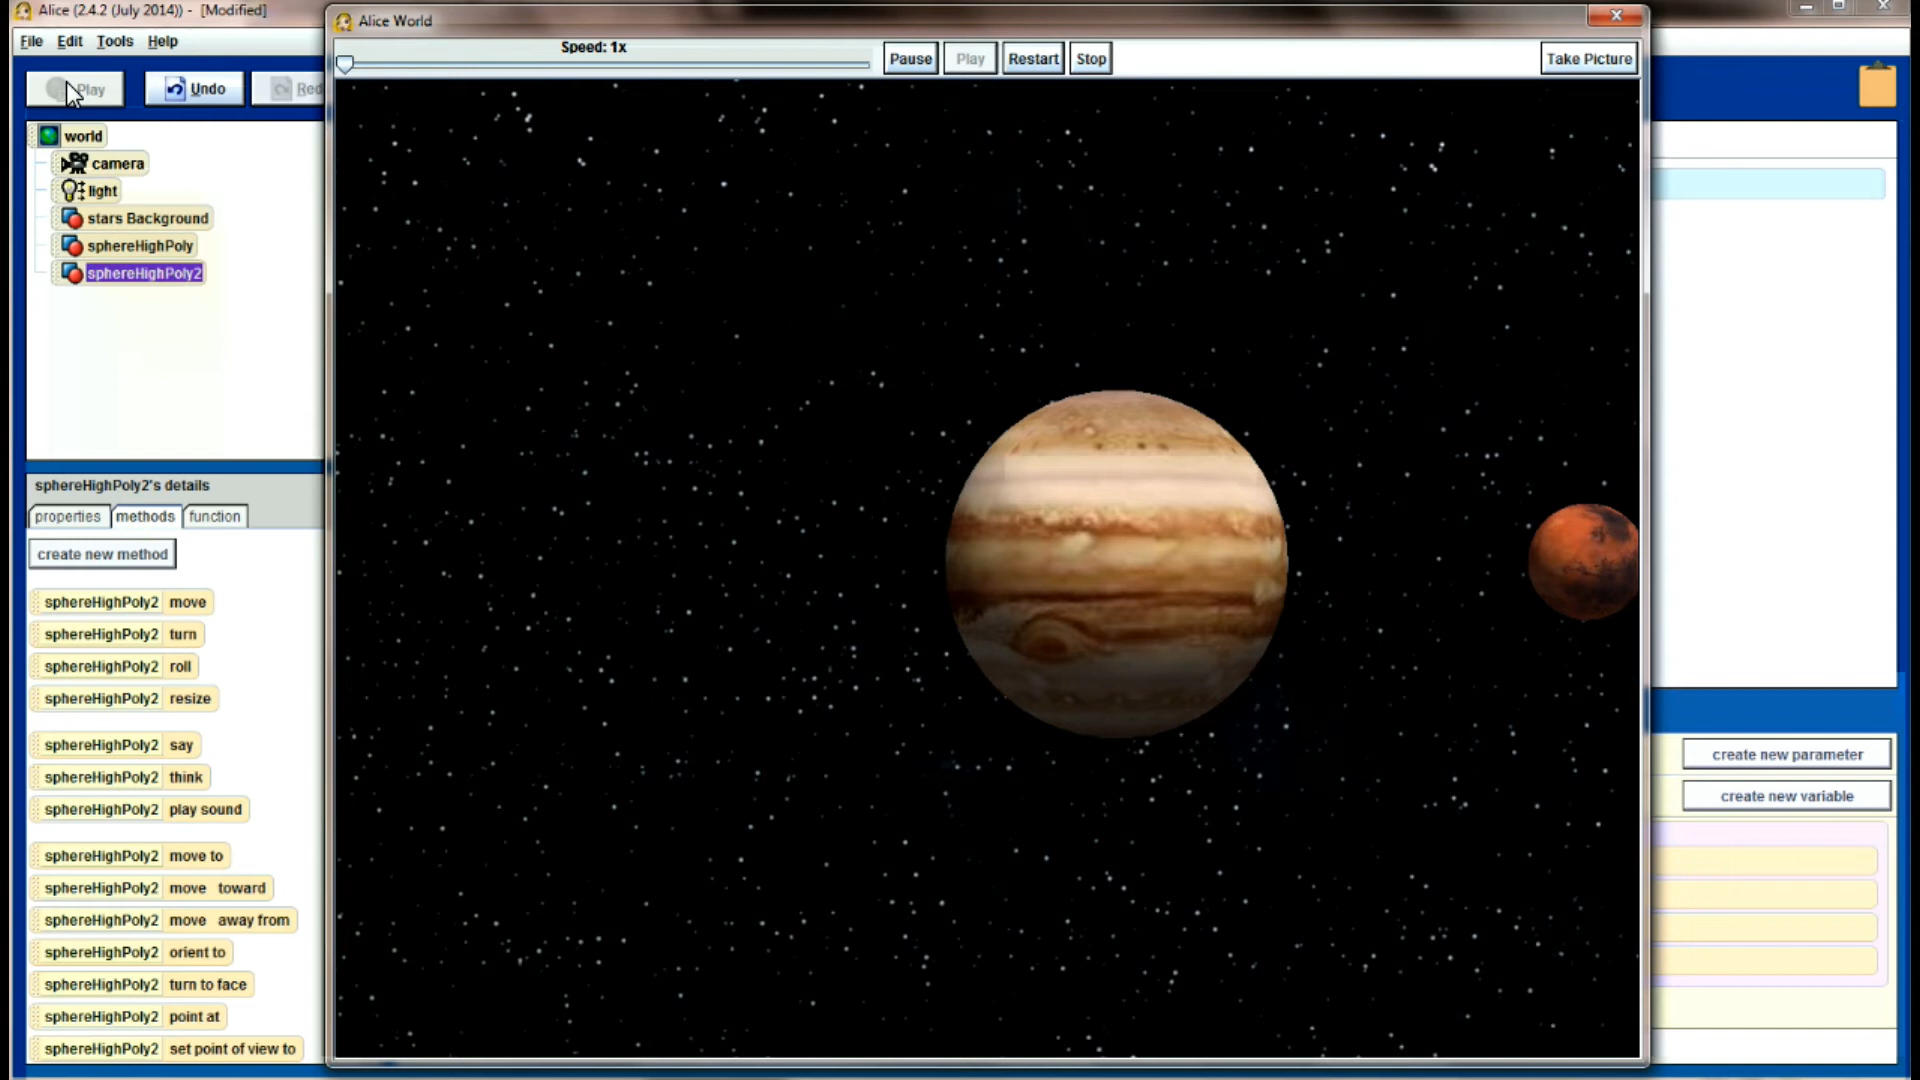 Alice (2.4.2 (July 2014)) - [Modified]
File Edit Tools Help
Play Undo Red
world
camera
light
stars Background
sphereHighPoly
sphereHighPoly2
sphereHighPoly2's details
properties methods function
create new method
sphereHighPoly2 move
sphereHighPoly2 turn
sphereHighPoly2 roll
sphereHighPoly2 resize
sphereHighPoly2 say
sphereHighPoly2 think
sphereHighPoly2 play sound
sphereHighPoly2 move to
sphereHighPoly2 move toward
sphereHighPoly2 move away from
sphereHighPoly2 orient to
sphereHighPoly2 turn to face
sphereHighPoly2 point at
sphereHighPoly2 set point of view to
Alice World
Speed: 1x
Pause Play Restart Stop Take Picture
create new parameter
create new variable